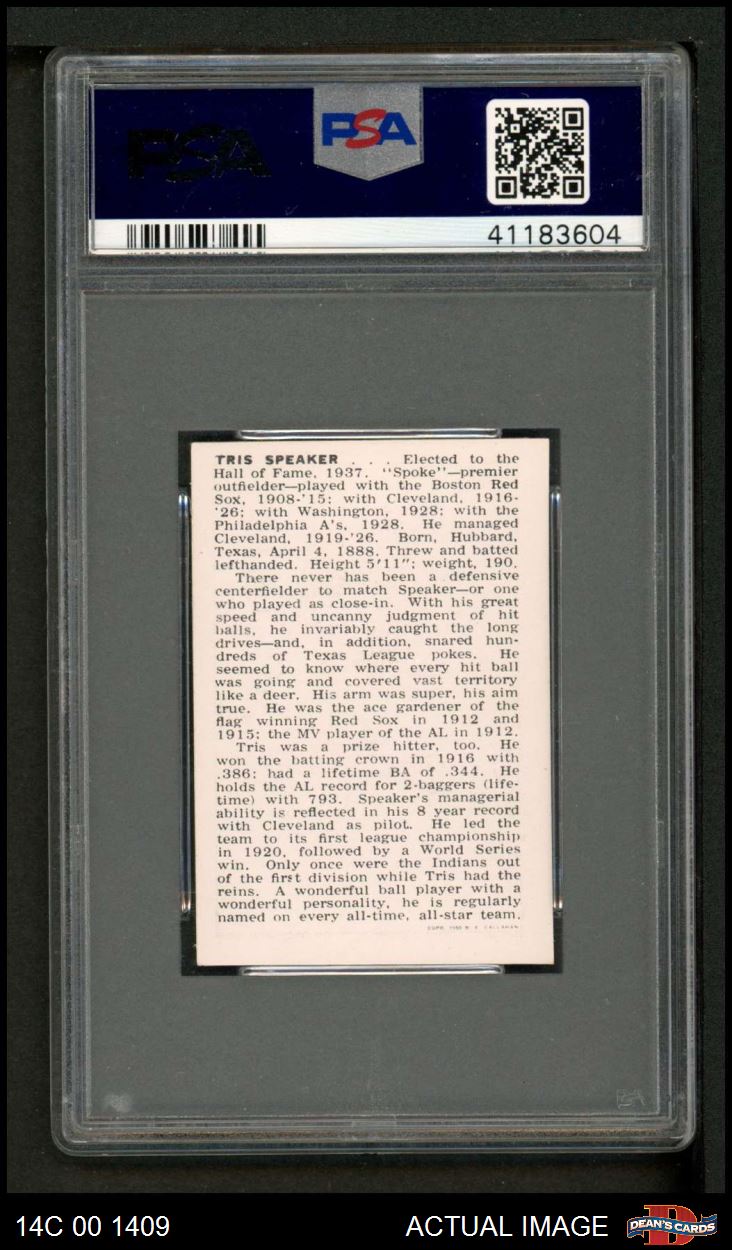 PSA
PSA
41183604
TRIS SPEAKER . . . Elected to the
Hall of Fame, 1937. "Spoke"—premier
outfielder—played with the Boston Red
Sox, 1908-'15; with Cleveland, 1916-
'26; with Washington, 1928; with the
Philadelphia A's, 1928. He managed
Cleveland, 1919-'26. Born, Hubbard,
Texas, April 4, 1888. Threw and batted
lefthanded. Height 5'11"; weight, 190.
There never has been a defensive
centerfielder to match Speaker—or one
who played as close-in. With his great
speed and uncanny judgment of hit
balls, he invariably caught the long
drives—and, in addition, snared hun-
dreds of Texas League pokes. He
seemed to know where every hit ball
was going and covered vast territory
like a deer. His arm was super, his aim
true. He was the ace gardener of the
flag winning Red Sox in 1912 and
1915; the MV player of the AL in 1912.
Tris was a prize hitter, too. He
won the batting crown in 1916 with
.386; had a lifetime BA of .344. He
holds the AL record for 2-baggers (life-
time) with 793. Speaker's managerial
ability is reflected in his 8 year record
with Cleveland as pilot. He led the
team to its first league championship
in 1920, followed by a World Series
win. Only once were the Indians out
of the first division while Tris had the
reins. A wonderful ball player with a
wonderful personality, he is regularly
named on every all-time, all-star team.
COPR. 1950 B. E. CALLAHAN
14C 00 1409
ACTUAL IMAGE
DEAN'S CARDS